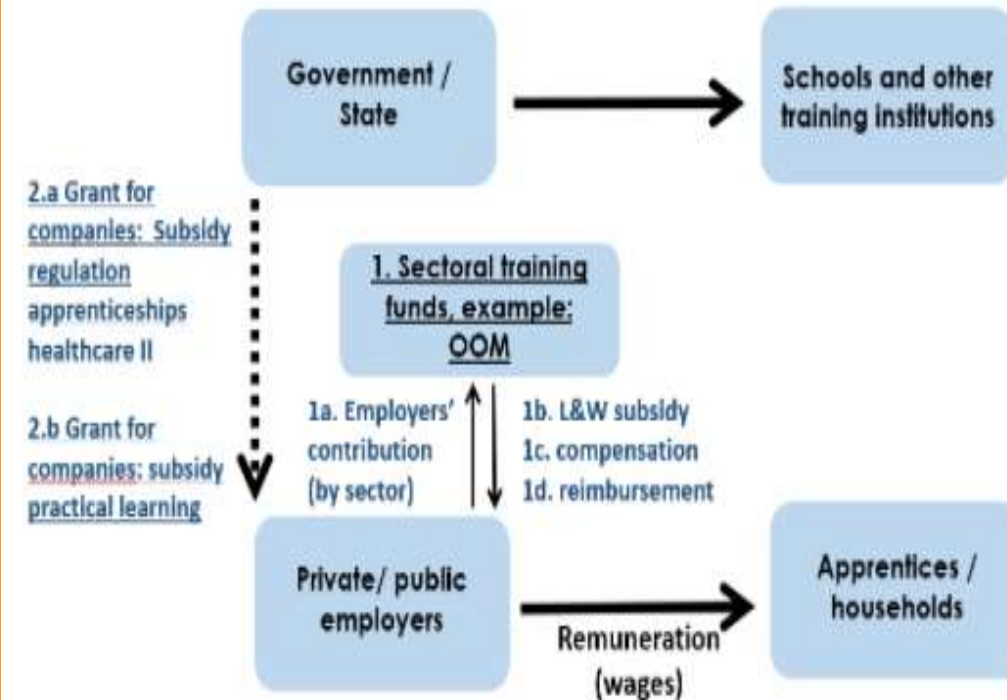 Government /
State
Schools and other
training institutions
2.a Grant for
companies: Subsidy
regulation
apprenticeships
healthcare II
1. Sectoral training
funds, example:
OOM
2.b Grant for
companies: subsidy
practical learning
1a. Employers'
contribution
(by sector)
1b. L&W subsidy
1c. compensation
1d. reimbursement
Private/ public
employers
Remuneration
(wages)
Apprentices /
households